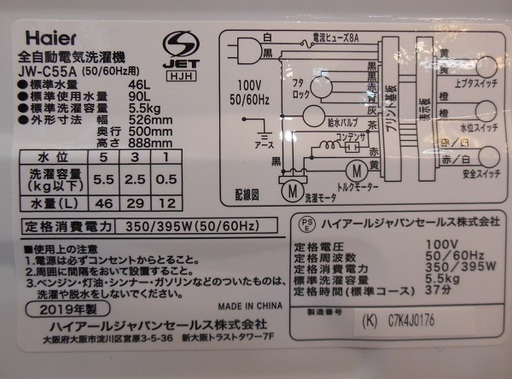 Haier
全自動電気洗濯機
JW-C55A (50/60Hz用)
S
JET
HJH
●標準水量 46L
●標準使用水量 90L
●標準洗濯容量 5.5kg
●外形寸法 幅 526mm
奥行 500mm
高さ 888mm
水位 5 3 1
洗濯容量(kg以下) 5.5 2.5 0.5
水量(L) 46 29 12
定格消費電力 350/395W(50/60Hz)
■使用上の注意
1.電源は必ずコンセントからとること。
2.周囲に間隔をおいて設置すること。
3.ベンジン・灯油・シンナー・ガソリンなどのついたものは、
洗濯や脱水をしないでください。
2019年製
MADE IN CHINA
ハイアールジャパンセールス株式会社
大阪府大阪市淀川区宮原3-5-36 新大阪トラストタワー7F
白
電流ヒューズ8A
黒
100V
50/60Hz
フタロック
黒
黒
青
灰
給水バルブ
茶
アース
コンデンサ
黒
赤
黄
トルクモーター
M
M
洗濯モータ
配線図
プリント基板
表示板
黄
黄
上ブタスイッチ
橙
橙
水位スイッチ
白/白
赤/白
安全スイッチ
PS
E
ハイアールジャパンセールス株式会社
定格電圧 100V
定格周波数 50/60Hz
定格消費電力 350/395W
標準洗濯容量 5.5kg
定格時間(標準コース) 37分
製造番号 (K) C7K4J0176